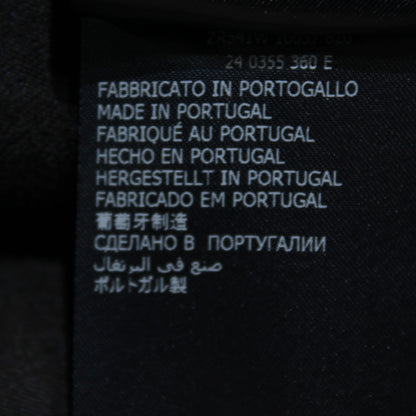 24 0355 360 E
FABBRICATO IN PORTOGALLO
MADE IN PORTUGAL
FABRIQUÉ AU PORTUGAL
HECHO EN PORTUGAL
HERGESTELLT IN PORTUGAL
FABRICADO EM PORTUGAL
葡萄牙制造
СДЕЛАНО В ПОРТУГАЛИИ
صنع في البرتغال
ポルトガル製